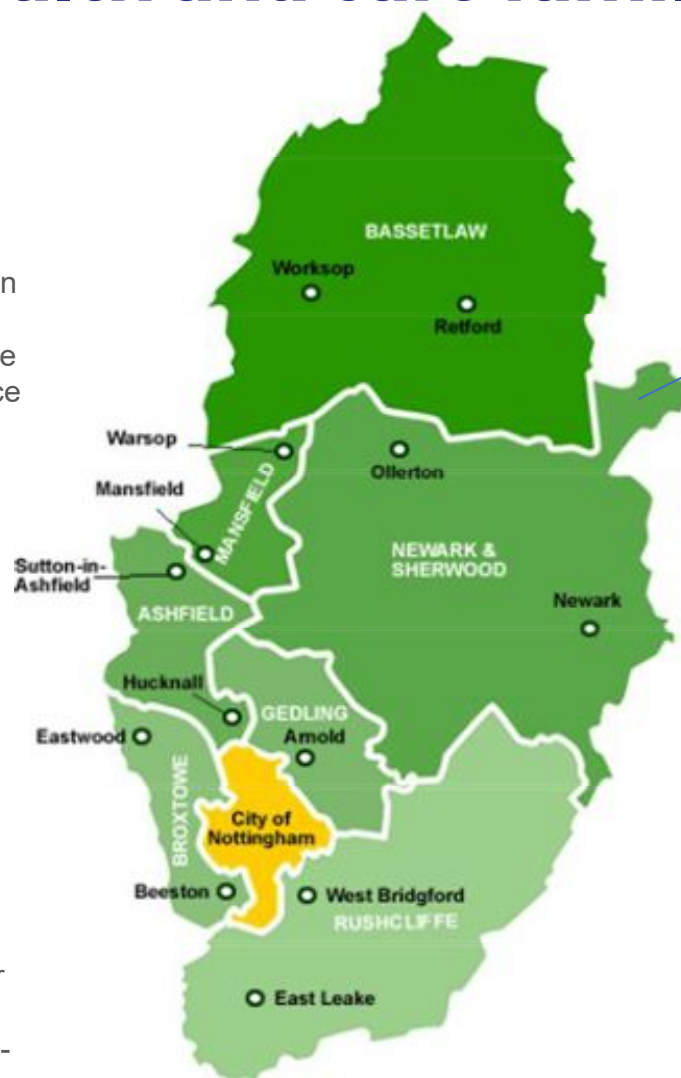 n
e
ce
BASSETLAW
Worksop
Retford
Warsop
Ollerton
Mansfield
MANSFIELD
NEWARK &
SHERWOOD
Sutton-in-
Ashfield
ASHFIELD
Newark
Hucknall
GEDLING
Arnold
Eastwood
BROXTOWE
City of
Nottingham
Beeston
West Bridgford
RUSHCLIFFE
East Leake
r
-